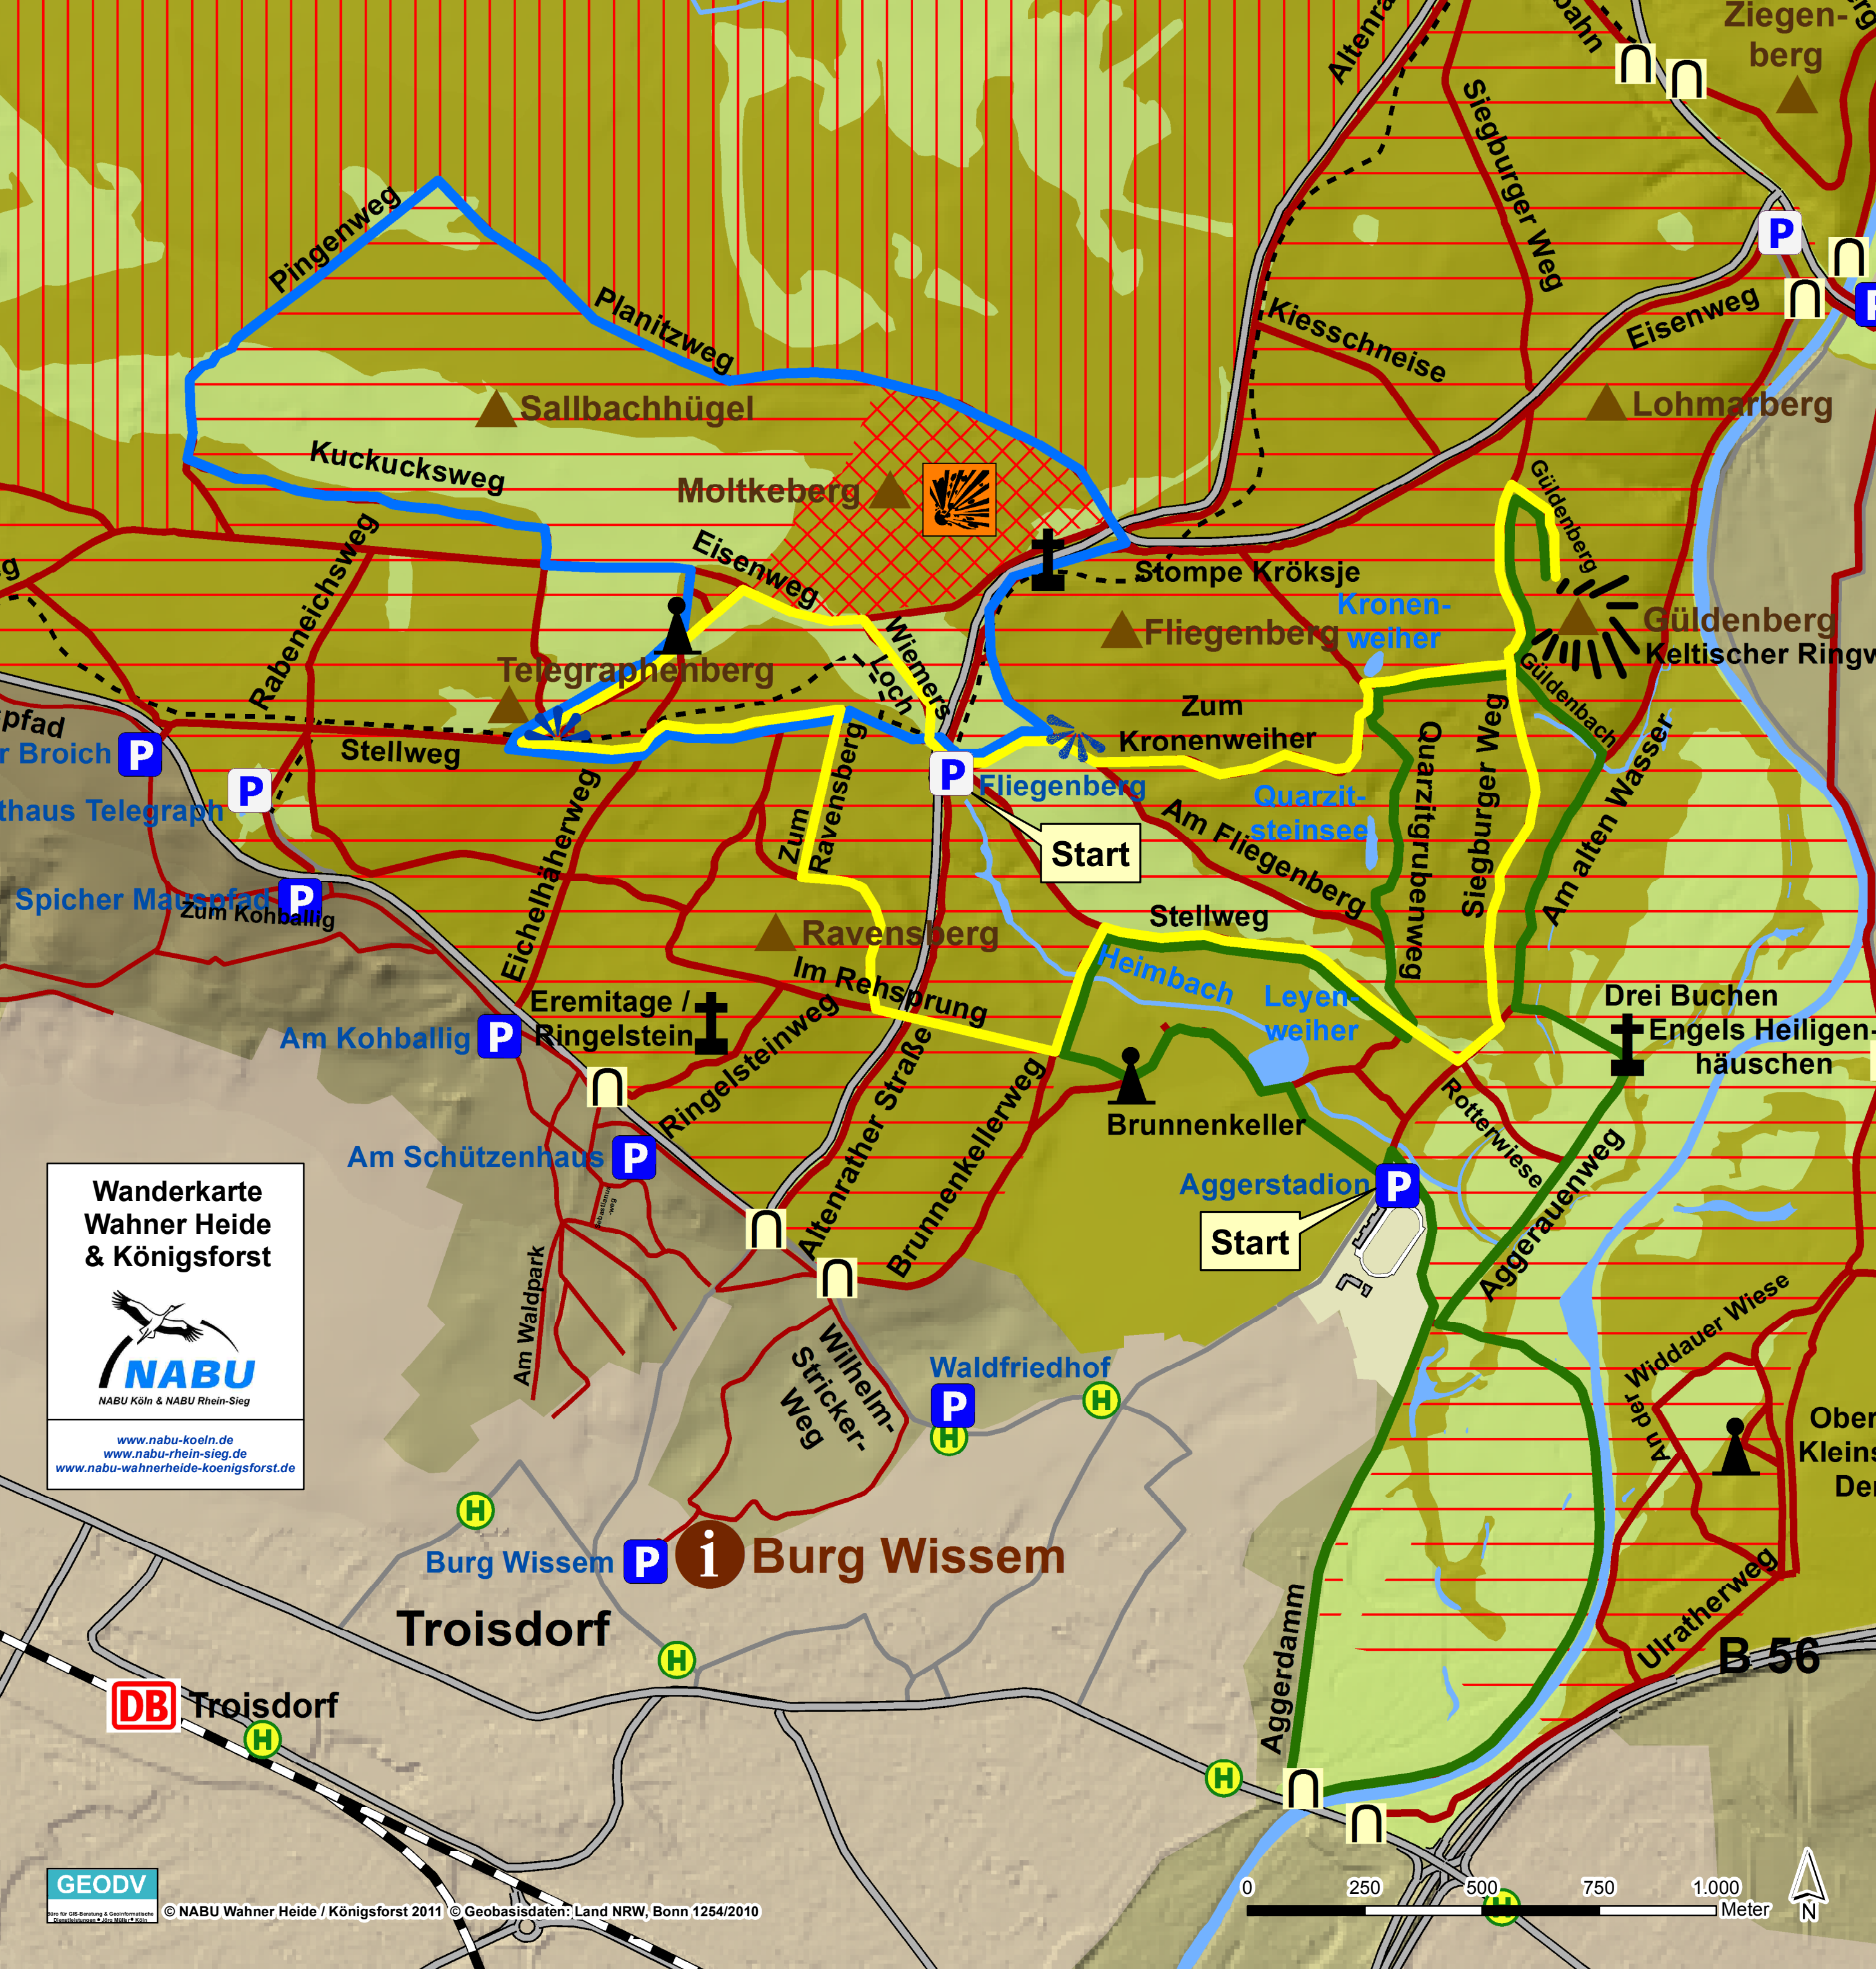 Altenra
bahn
Ziegen-
berg
erg
Siegburger Weg
Pingenweg
Planitzweg
Kiesschneise
Eisenweg
Sallbachhügel
Lohmarberg
Kuckucksweg
Moltkeberg
Güldenberg
Eisenweg
Stompe Kröksje
Rabeneichsweg
g
Kronen-
weiher
Fliegenberg
Güldenberg
Keltischer Ringw
Telegraphenberg
Wiemers
Loch
Güldenbach
pfad
Zum
Kronenweiher
r Broich
P
Stellweg
P
P
Fliegenberg
thaus Telegraph
Quarzit-
steinsee
Quarzitgrubenweg
Siegburger Weg
Am alten Wasser
Zum
Ravensberg
Start
Am Fliegenberg
Eichelhäherweg
Spicher Mauspfad
P
Zum Kohballig
Stellweg
Ravensberg
Im Rehsprung
Heimbach
Leyen-
weiher
Drei Buchen
Engels Heiligen-
häuschen
Eremitage /
Ringelstein
Am Kohballig
P
Ringelsteinweg
Altenrather Straße
Brunnenkellerweg
Brunnenkeller
Rotterwiese
Am Schützenhaus
P
Aggerstadion
P
Start
Aggerauenweg
Wanderkarte
Wahner Heide
& Königsforst
NABU
NABU Köln & NABU Rhein-Sieg
www.nabu-koeln.de
www.nabu-rhein-sieg.de
www.nabu-wahnerheide-koenigsforst.de
Am Waldpark
Wilhelm-
Stricker-
Weg
Waldfriedhof
P
H
H
Widdauer Wiese
An der
Ober
Kleins
De
H
Burg Wissem
P
i
Burg Wissem
Troisdorf
H
Aggerdamm
Ulratherweg
B 56
DB
Troisdorf
H
H
H
P
P
GEODV
© NABU Wahner Heide / Königsforst 2011 © Geobasisdaten: Land NRW, Bonn 1254/2010
0 250 500 750 1.000
Meter
N